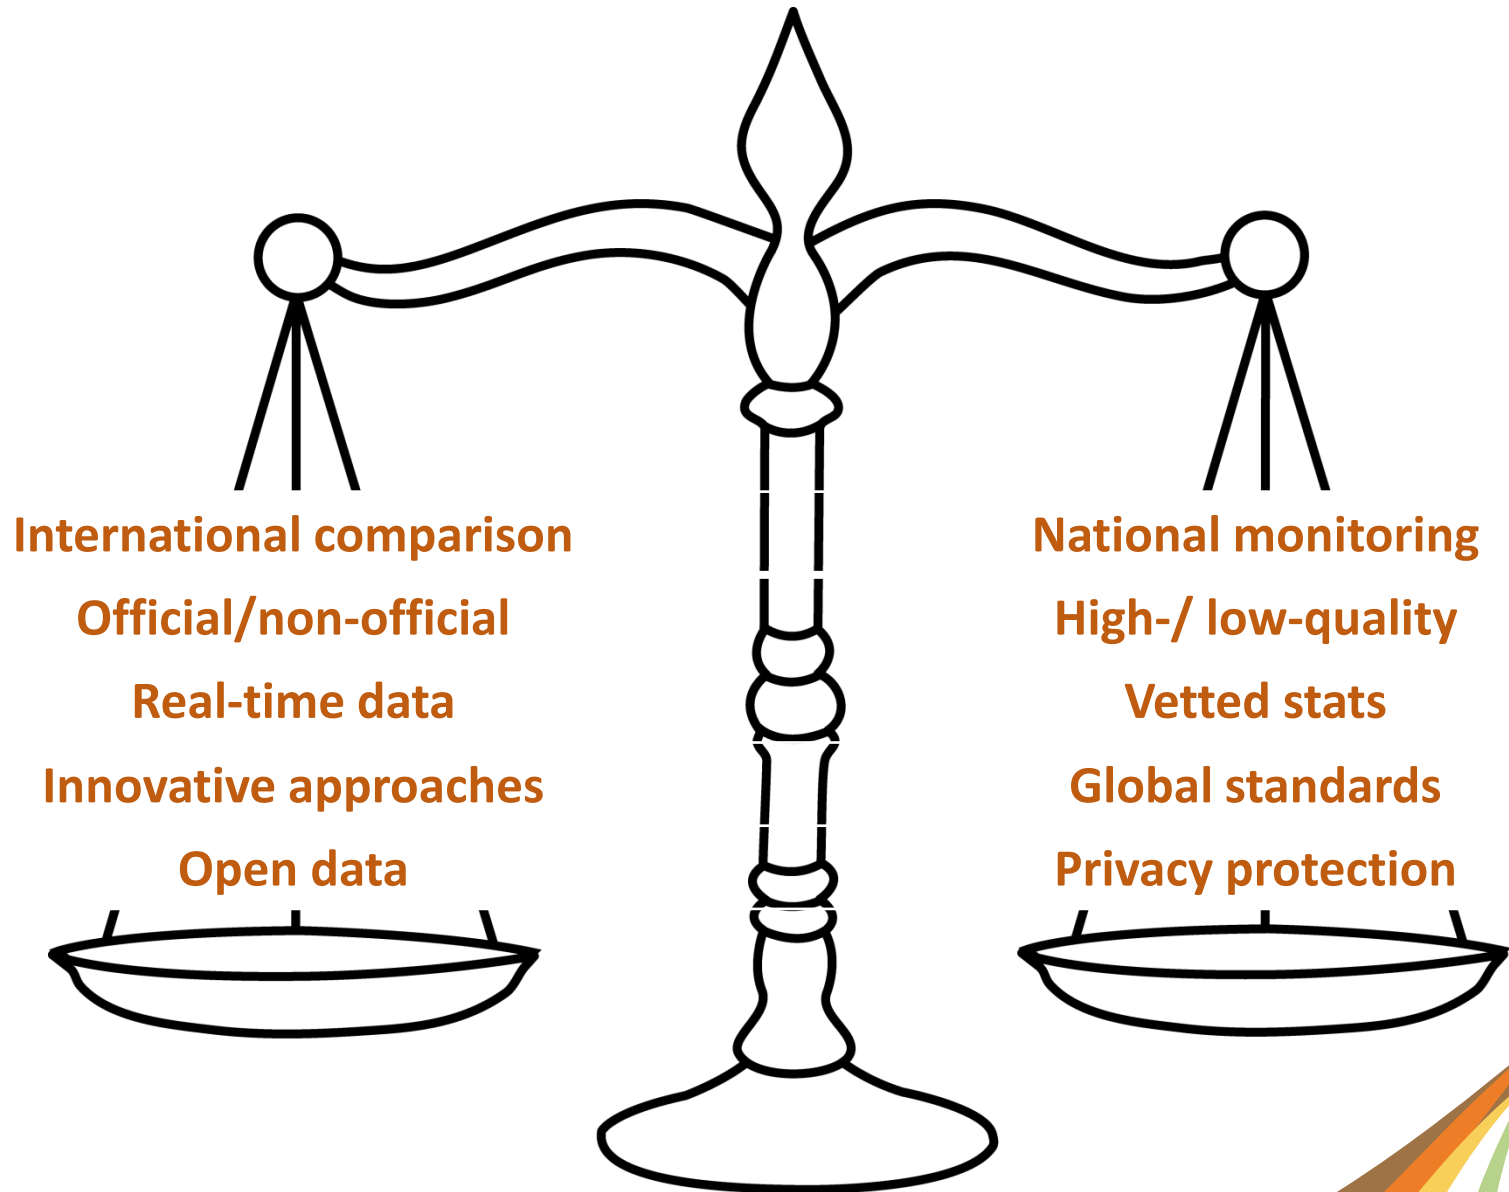 International comparison
Official/non-official
Real-time data
Innovative approaches
Open data
National monitoring
High-/ low-quality
Vetted stats
Global standards
Privacy protection